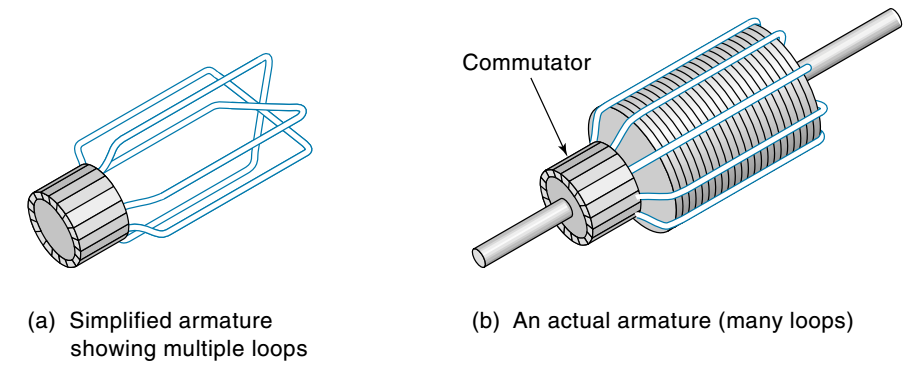 Commutator
(a) Simplified armature
showing multiple loops
(b) An actual armature (many loops)